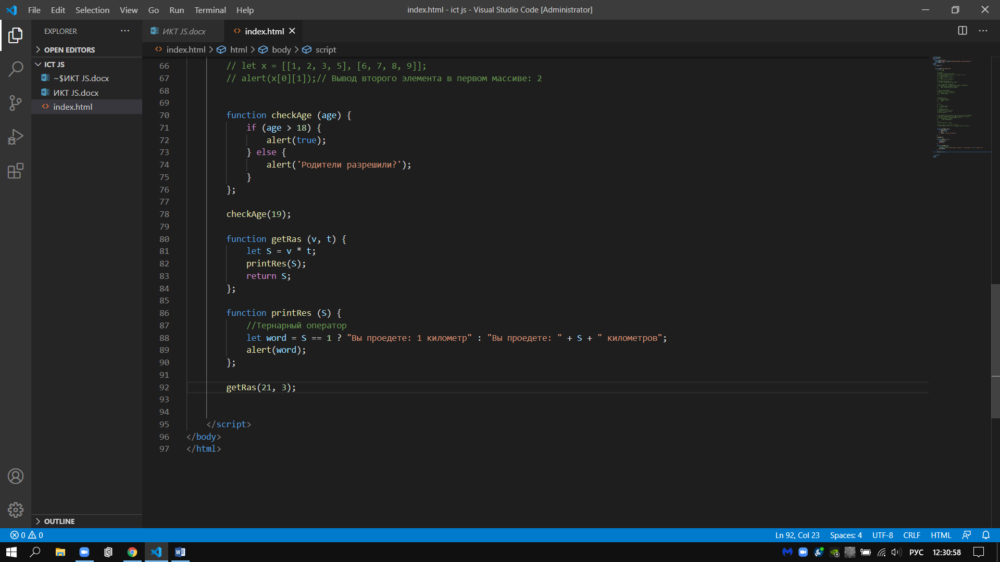 File Edit Selection View Go Run Terminal Help
index.html - ict js - Visual Studio Code [Administrator]
EXPLORER
ИКТ JS.docx
index.html
OPEN EDITORS
index.html > html > body > script
ICT JS
~$ИКТ JS.docx
ИКТ JS.docx
index.html
66 // let x = [[1, 2, 3, 5], [6, 7, 8, 9]];
67 // alert(x[0][1]);// Вывод второго элемента в первом массиве: 2
68
69
70 function checkAge (age) {
71 if (age > 18) {
72 alert(true);
73 } else {
74 alert('Родители разрешили?');
75 }
76 };
77
78 checkAge(19);
79
80 function getRas (v, t) {
81 let S = v * t;
82 printRes(S);
83 return S;
84 };
85
86 function printRes (S) {
87 //Тернарный оператор
88 let word = S == 1 ? "Вы проедете: 1 километр" : "Вы проедете: " + S + " километров";
89 alert(word);
90 };
91
92 getRas(21, 3);
93
94
95 </script>
96 </body>
97 </html>
OUTLINE
0 0
Ln 92, Col 23 Spaces: 4 UTF-8 CRLF HTML
РУС 12:30:58